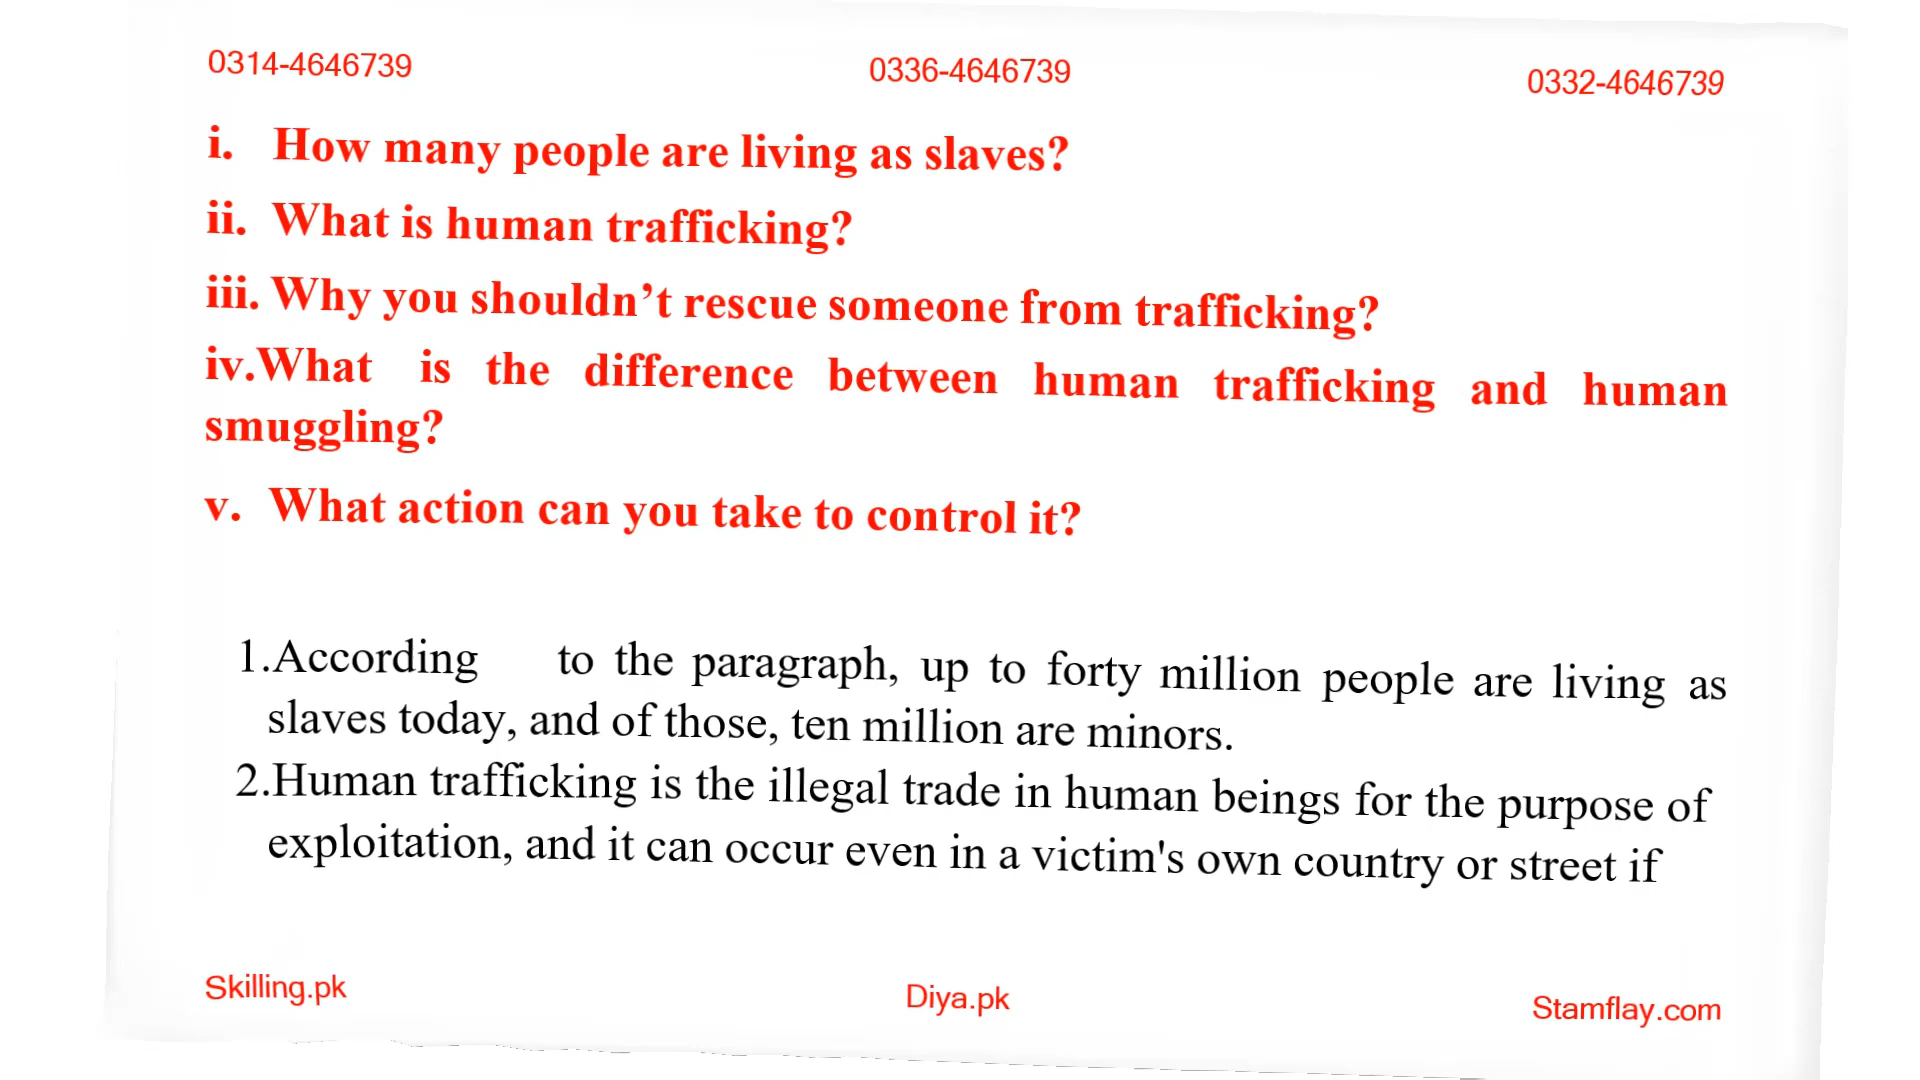 0314-4646739 0336-4646739 0332-4646739
i. How many people are living as slaves?
ii. What is human trafficking?
iii. Why you shouldn’t rescue someone from trafficking?
iv.What is the difference between human trafficking and human
smuggling?
v. What action can you take to control it?
1.According to the paragraph, up to forty million people are living as
slaves today, and of those, ten million are minors.
2.Human trafficking is the illegal trade in human beings for the purpose of
exploitation, and it can occur even in a victim's own country or street if
Skilling.pk Diya.pk Stamflay.com